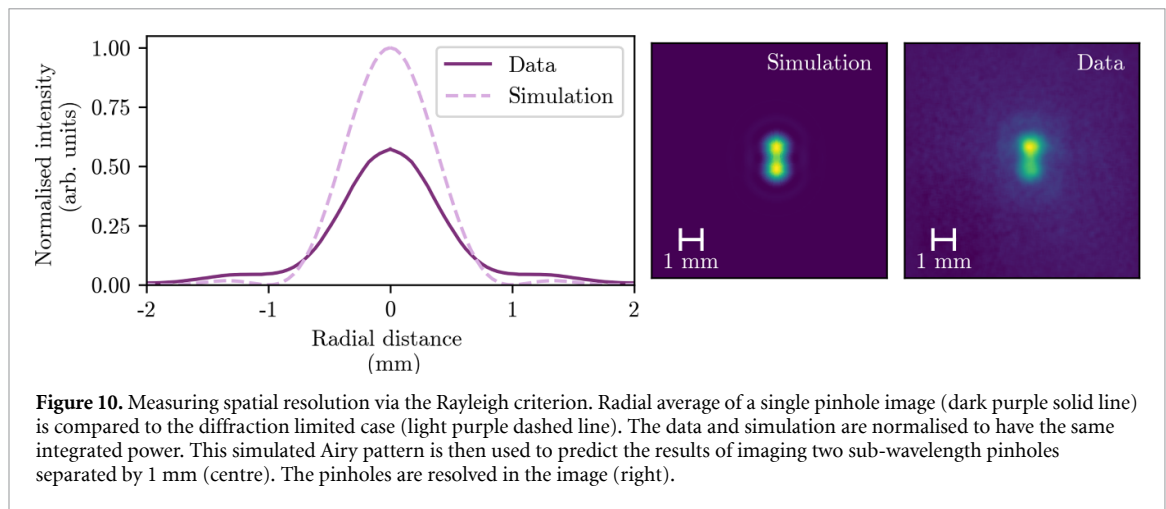 Normalised intensity
(arb. units)
1.00
0.75
0.50
0.25
0.00
-2
-1
0
1
2
Radial distance
(mm)
Data
Simulation
Simulation
1 mm
Data
1 mm
Figure 10. Measuring spatial resolution via the Rayleigh criterion. Radial average of a single pinhole image (dark purple solid line)
is compared to the diffraction limited case (light purple dashed line). The data and simulation are normalised to have the same
integrated power. This simulated Airy pattern is then used to predict the results of imaging two sub-wavelength pinholes
separated by 1 mm (centre). The pinholes are resolved in the image (right).